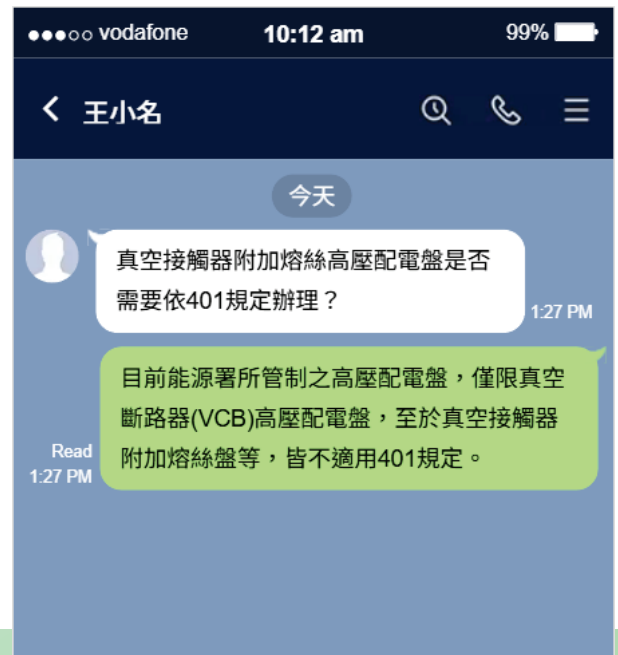 vodafone 10:12 am 99%
王小名
今天
真空接觸器附加熔絲高壓配電盤是否
需要依401規定辦理？
1:27 PM
目前能源署所管制之高壓配電盤，僅限真空
斷路器(VCB)高壓配電盤，至於真空接觸器
附加熔絲盤等，皆不適用401規定。
Read
1:27 PM